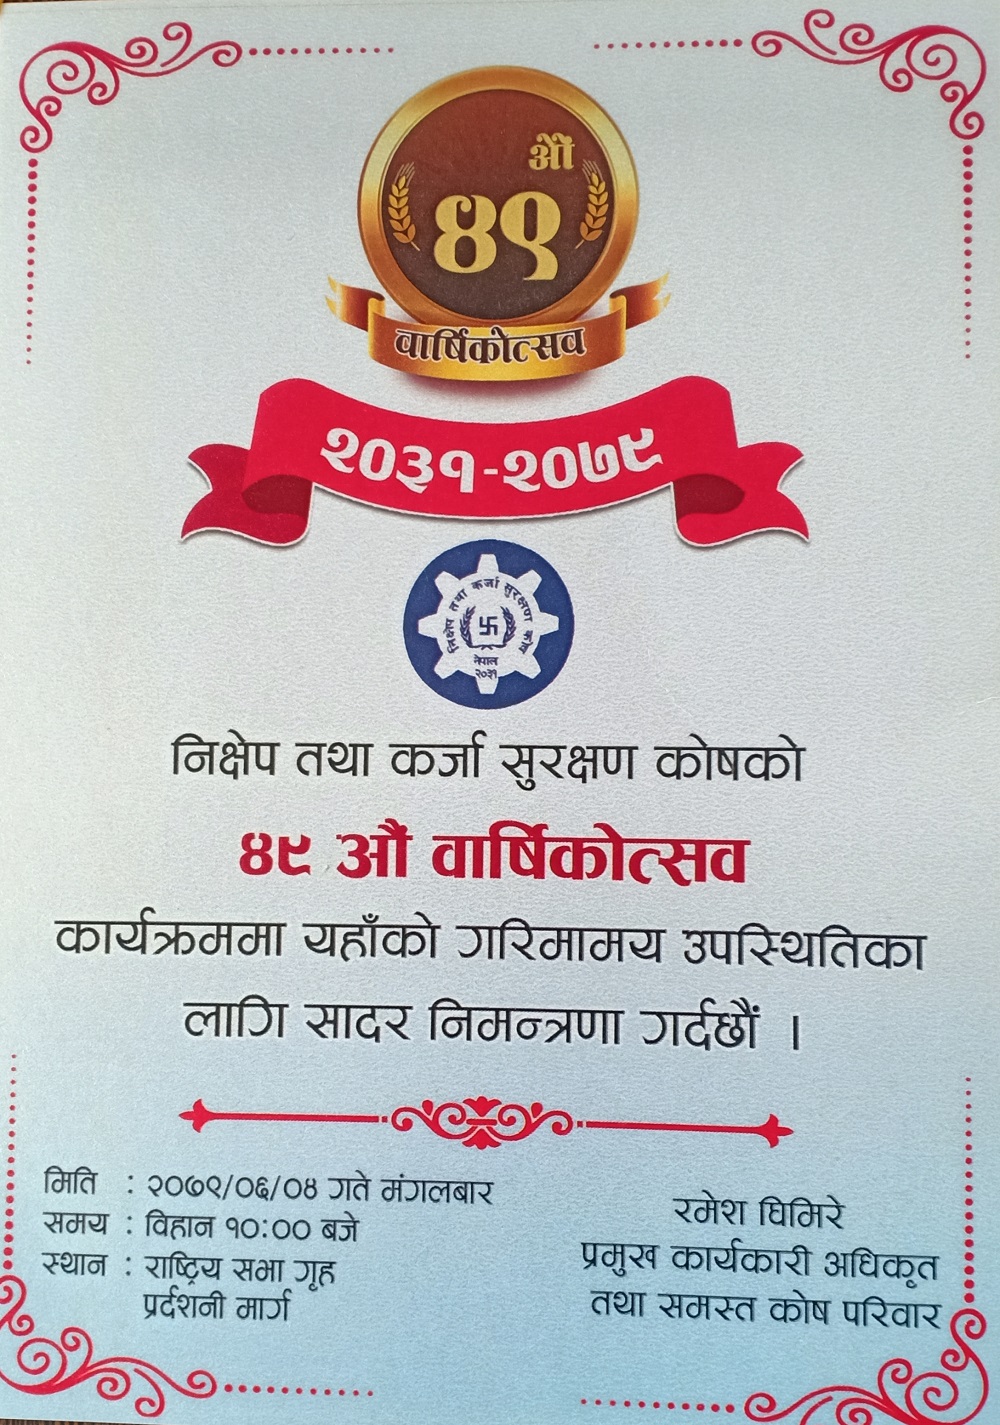 औं
४९
वार्षिकोत्सव
२०३१-२०७९
निक्षेप तथा कर्जा सुरक्षण कोष
नेपाल
२०३१
निक्षेप तथा कर्जा सुरक्षण कोषको
४९ औं वार्षिकोत्सव
कार्यक्रममा यहाँको गरिमामय उपस्थितिका
लागि सादर निमन्त्रणा गर्दछौं ।
मिति : २०७९/०६/०४ गते मंगलबार
समय : विहान १०:०० बजे
स्थान : राष्ट्रिय सभा गृह
प्रर्दशनी मार्ग
रमेश घिमिरे
प्रमुख कार्यकारी अधिकृत
तथा समस्त कोष परिवार